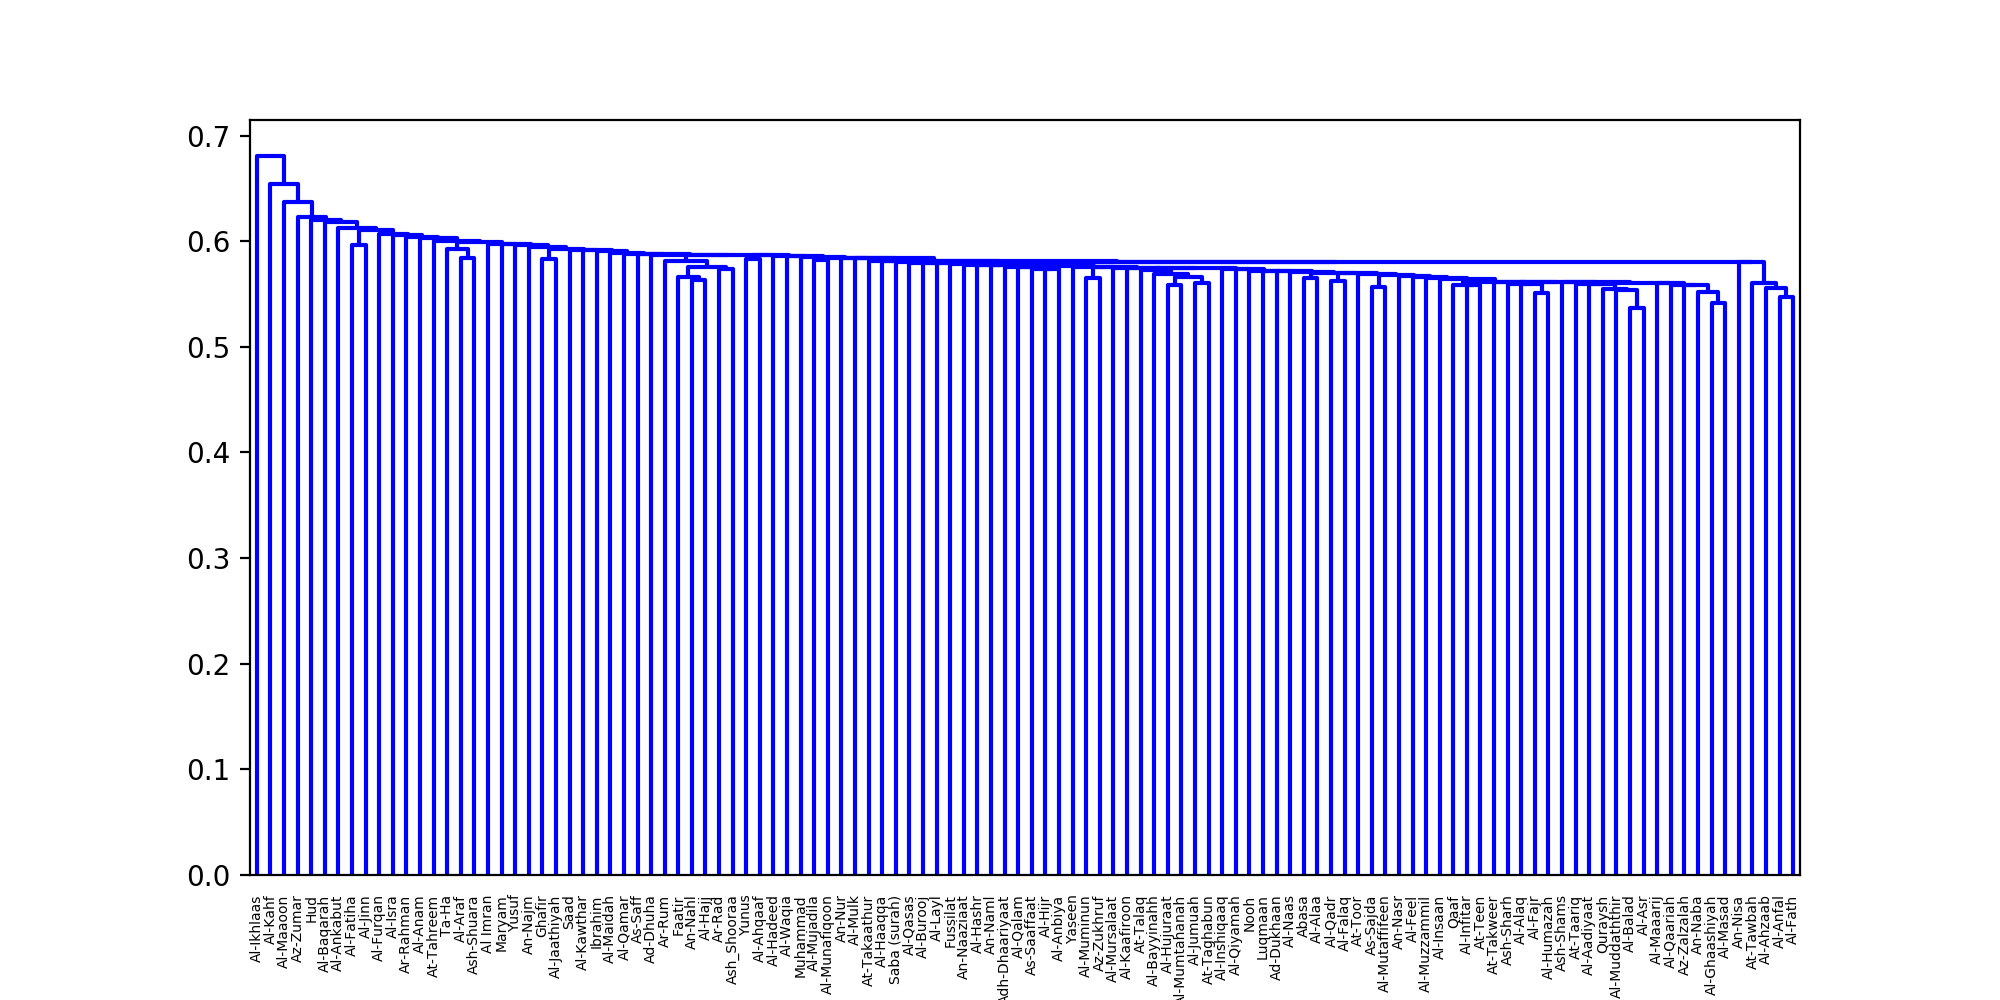 0.7
0.6
0.5
0.4
0.3
0.2
0.1
0.0
Al-Ikhlaas
Al-Kahf
Al-Maaoon
Az-Zumar
Hud
Al-Baqarah
Al-Ankabut
Al-Fatiha
Al-Jinn
Al-Furqan
Al-Isra
Ar-Rahman
Al-Anam
At-Tahreem
Ta-Ha
Al-Araf
Ash-Shuara
Al Imran
Maryam
Yusuf
An-Najm
Ghafir
Al-Jaathiyah
Saad
Al-Kawthar
Ibrahim
Al-Maidah
Al-Qamar
As-Saff
Ad-Dhuha
Ar-Rum
Faatir
An-Nahl
Al-Hajj
Ar-Rad
Ash_Shooraa
Yunus
Al-Ahqaaf
Al-Hadeed
Al-Waqia
Muhammad
Al-Mujadila
Al-Munafiqoon
An-Nur
Al-Mulk
At-Takaathur
Al-Haaqqa
Saba (surah)
Al-Qasas
Al-Burooj
Al-Layl
Fussilat
An-Naaziaat
Al-Hashr
An-Naml
Adh-Dhaariyaat
Al-Qalam
As-Saaffaat
Al-Hijr
Al-Anbiya
Yaseen
Al-Muminun
Az-Zukhruf
Al-Mursalaat
Al-Kaafiroon
At-Talaq
Al-Bayyinahh
Al-Hujuraat
Al-Mumtahanah
Al-Jumuah
At-Taghabun
Al-Inshiqaaq
Al-Qiyamah
Nooh
Luqmaan
Ad-Dukhaan
Al-Naas
Abasa
Al-Alaa
Al-Qadr
Al-Falaq
At-Toor
As-Sajda
Al-Mutaffifeen
An-Nasr
Al-Feel
Al-Muzzammil
Al-Insaan
Qaaf
Al-Infitar
At-Teen
At-Takweer
Ash-Sharh
Al-Alaq
Al-Fajr
Al-Humazah
Ash-Shams
At-Taariq
Al-Aadiyaat
Quraysh
Al-Muddaththir
Al-Balad
Al-Asr
Al-Maaarij
Al-Qaariah
Az-Zalzalah
An-Naba
Al-Ghaashiyah
Al-Masad
An-Nisa
At-Tawbah
Al-Ahzaab
Al-Anfal
Al-Fath